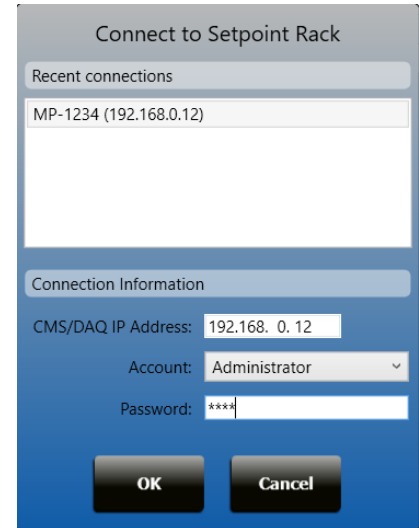 Connect to Setpoint Rack
Recent connections
MP-1234 (192.168.0.12)
Connection Information
CMS/DAQ IP Address: 192.168. 0. 12
Account: Administrator
Password: ****
OK Cancel